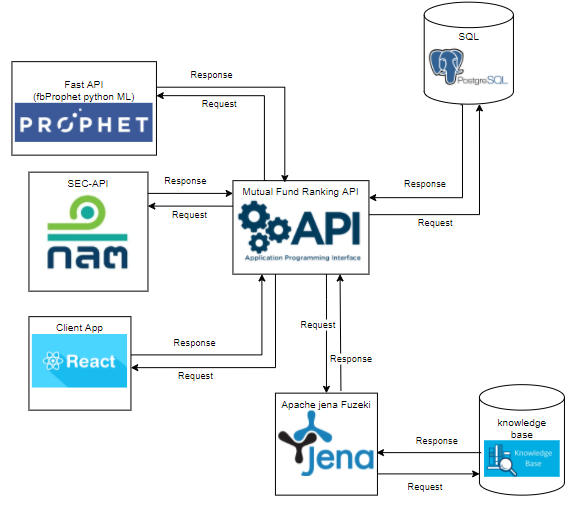 SQL
PostgreSQL
Fast API
(fbProphet python ML)
PROPHET
Response
Request
SEC-API
กลต
Response
Request
Mutual Fund Ranking API
API
Application Programming Interface
Response
Request
Client App
React
Response
Request
Request
Response
Apache jena Fuzeki
Jena
knowledge
base
Knowledge
Base
Response
Request